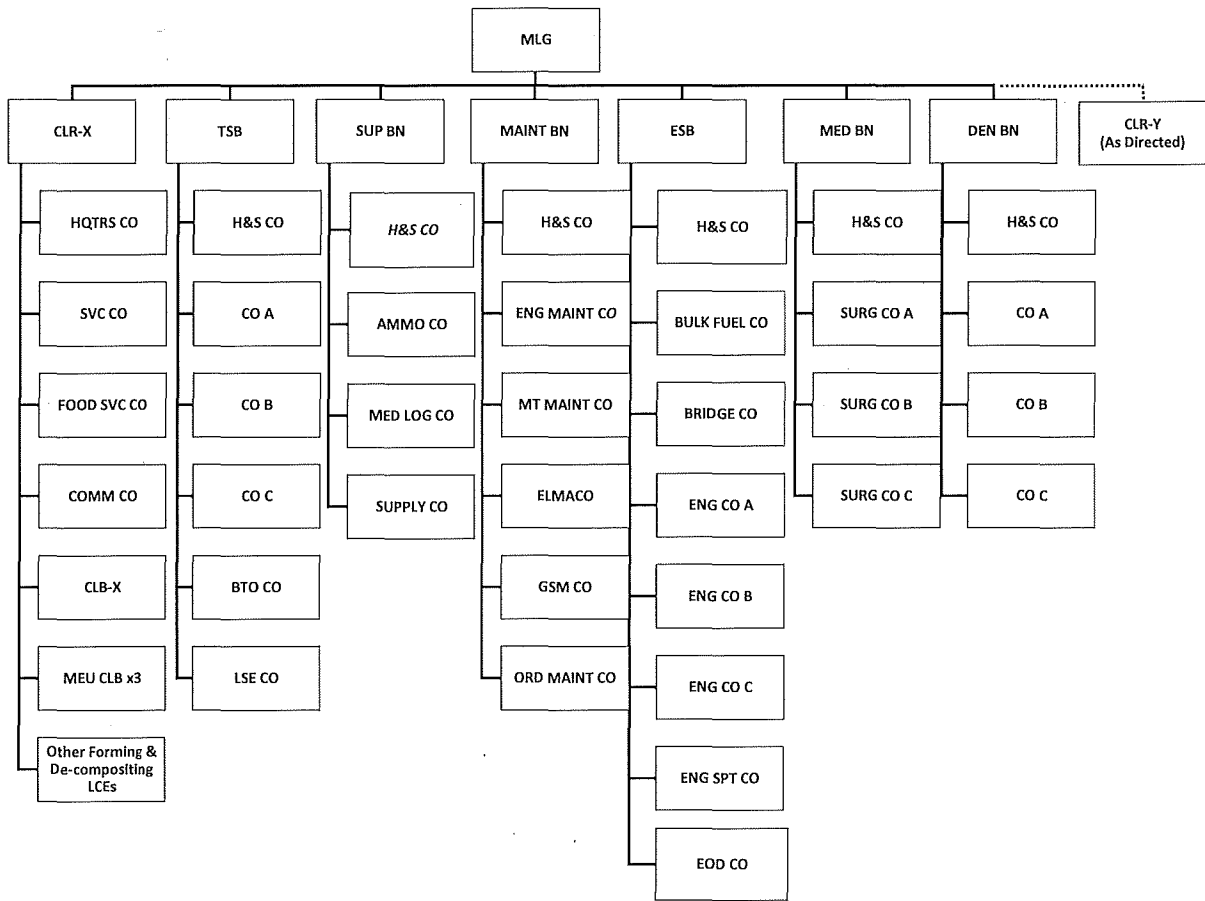 MLG
CLR-X
TSB
SUP BN
MAINT BN
ESB
MED BN
DEN BN
CLR-Y
(As Directed)
HQTRS CO
SVC CO
FOOD SVC CO
COMM CO
CLB-X
MEU CLB x3
Other Forming &
De-compositing
LCEs
H&S CO
CO A
CO B
CO C
BTO CO
LSE CO
H&S CO
AMMO CO
MED LOG CO
SUPPLY CO
H&S CO
ENG MAINT CO
MT MAINT CO
ELMACO
GSM CO
ORD MAINT CO
H&S CO
BULK FUEL CO
BRIDGE CO
ENG CO A
ENG CO B
ENG CO C
ENG SPT CO
EOD CO
H&S CO
SURG CO A
SURG CO B
SURG CO C
H&S CO
CO A
CO B
CO C